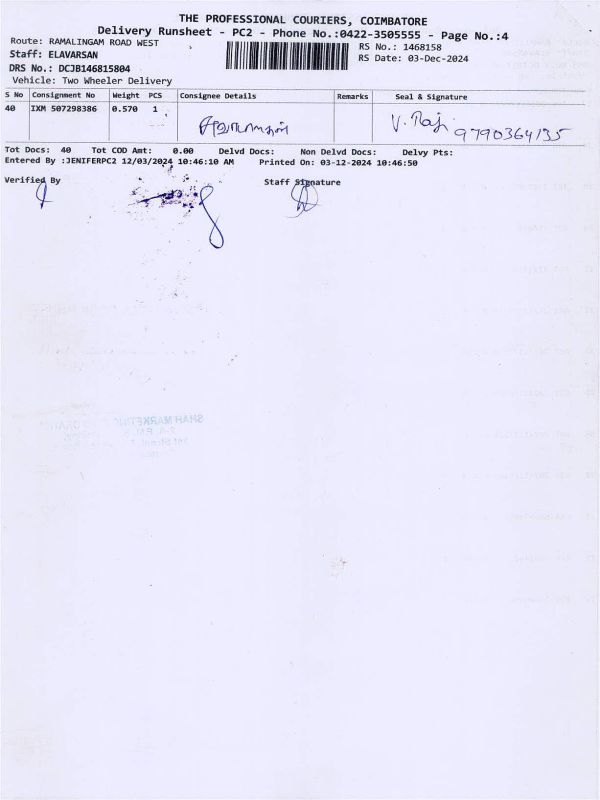 THE PROFESSIONAL COURIERS, COIMBATORE
Delivery Runsheet - PC2 - Phone No.:0422-3505555 - Page No.:4
Route: RAMALINGAM ROAD WEST
RS No.: 1468158
Staff: ELAVARSAN
RS Date: 03-Dec-2024
DRS No.: DCJB146815804
Vehicle: Two Wheeler Delivery
S No Consignment No Weight PCS Consignee Details Remarks Seal & Signature
40 IXM 507298386 0.570 1
V. Raji 9790364135
Tot Docs: 40 Tot COD Amt: 0.00 Delvd Docs: Non Delvd Docs: Delvy Pts:
Entered By :JENIFERPC2 12/03/2024 10:46:10 AM Printed On: 03-12-2024 10:46:50
Verified By Staff Signature
SHAH MARKETING